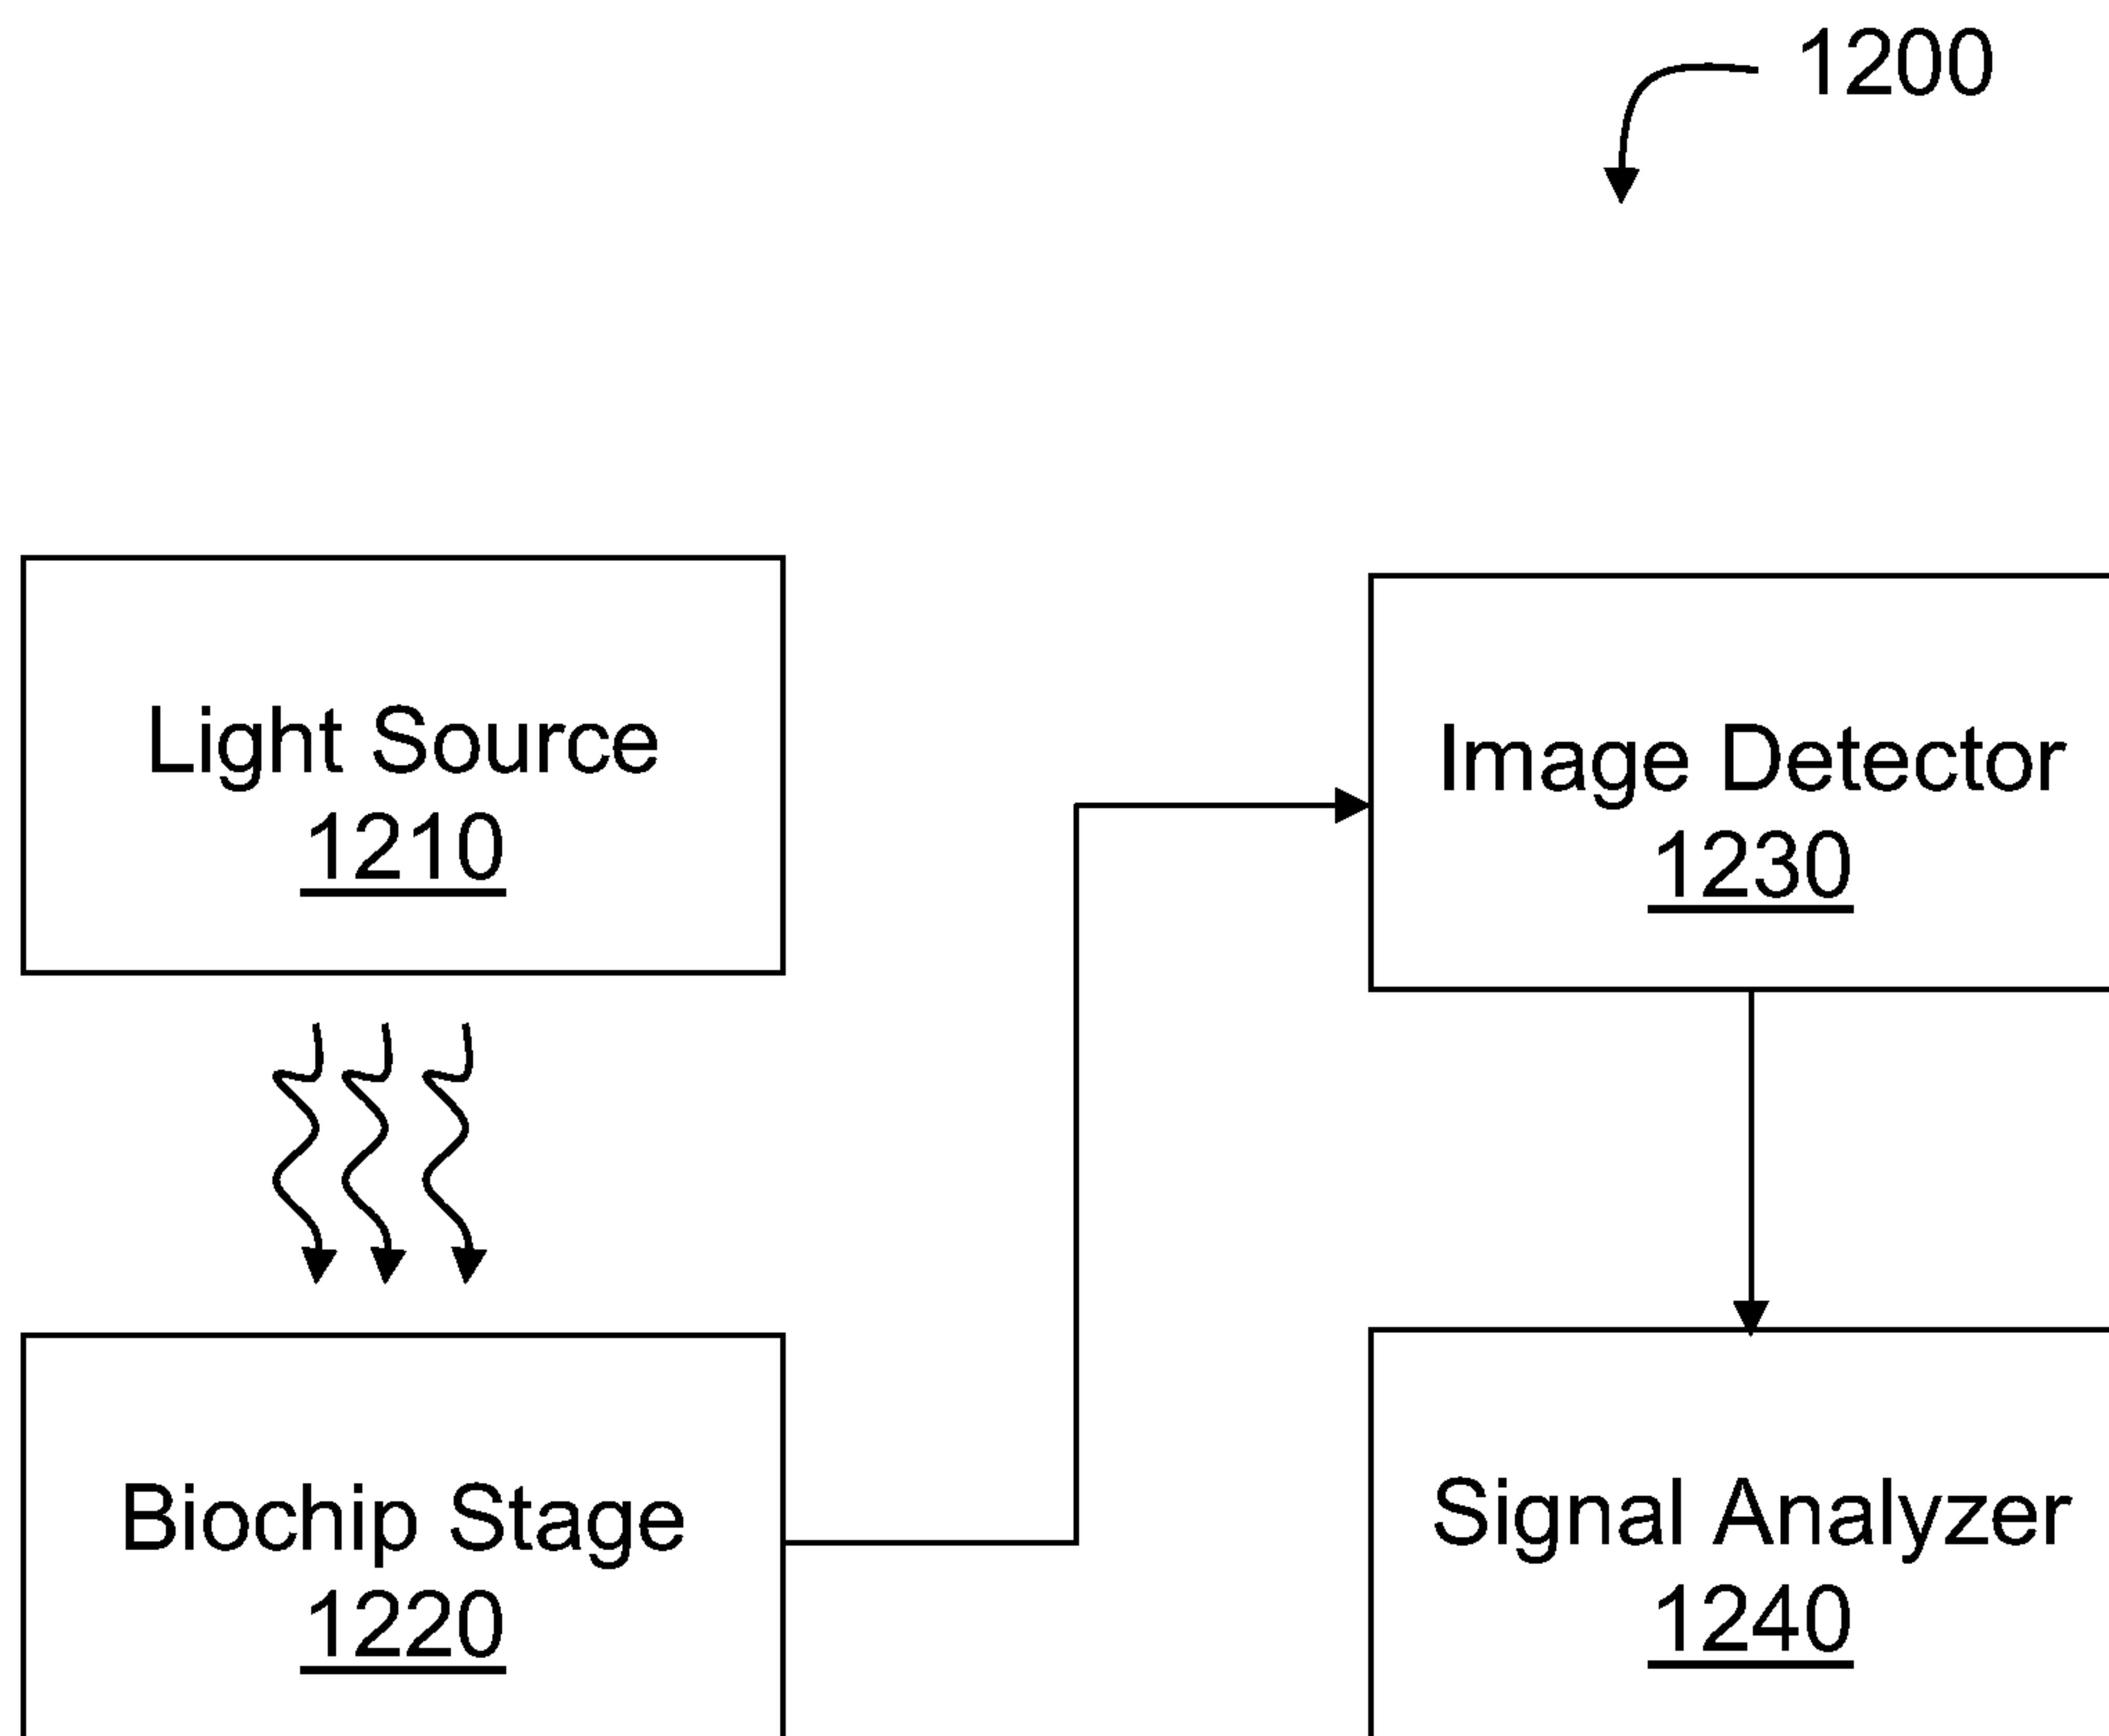 1200
Light Source
1210
Image Detector
1230
Biochip Stage
1220
Signal Analyzer
1240